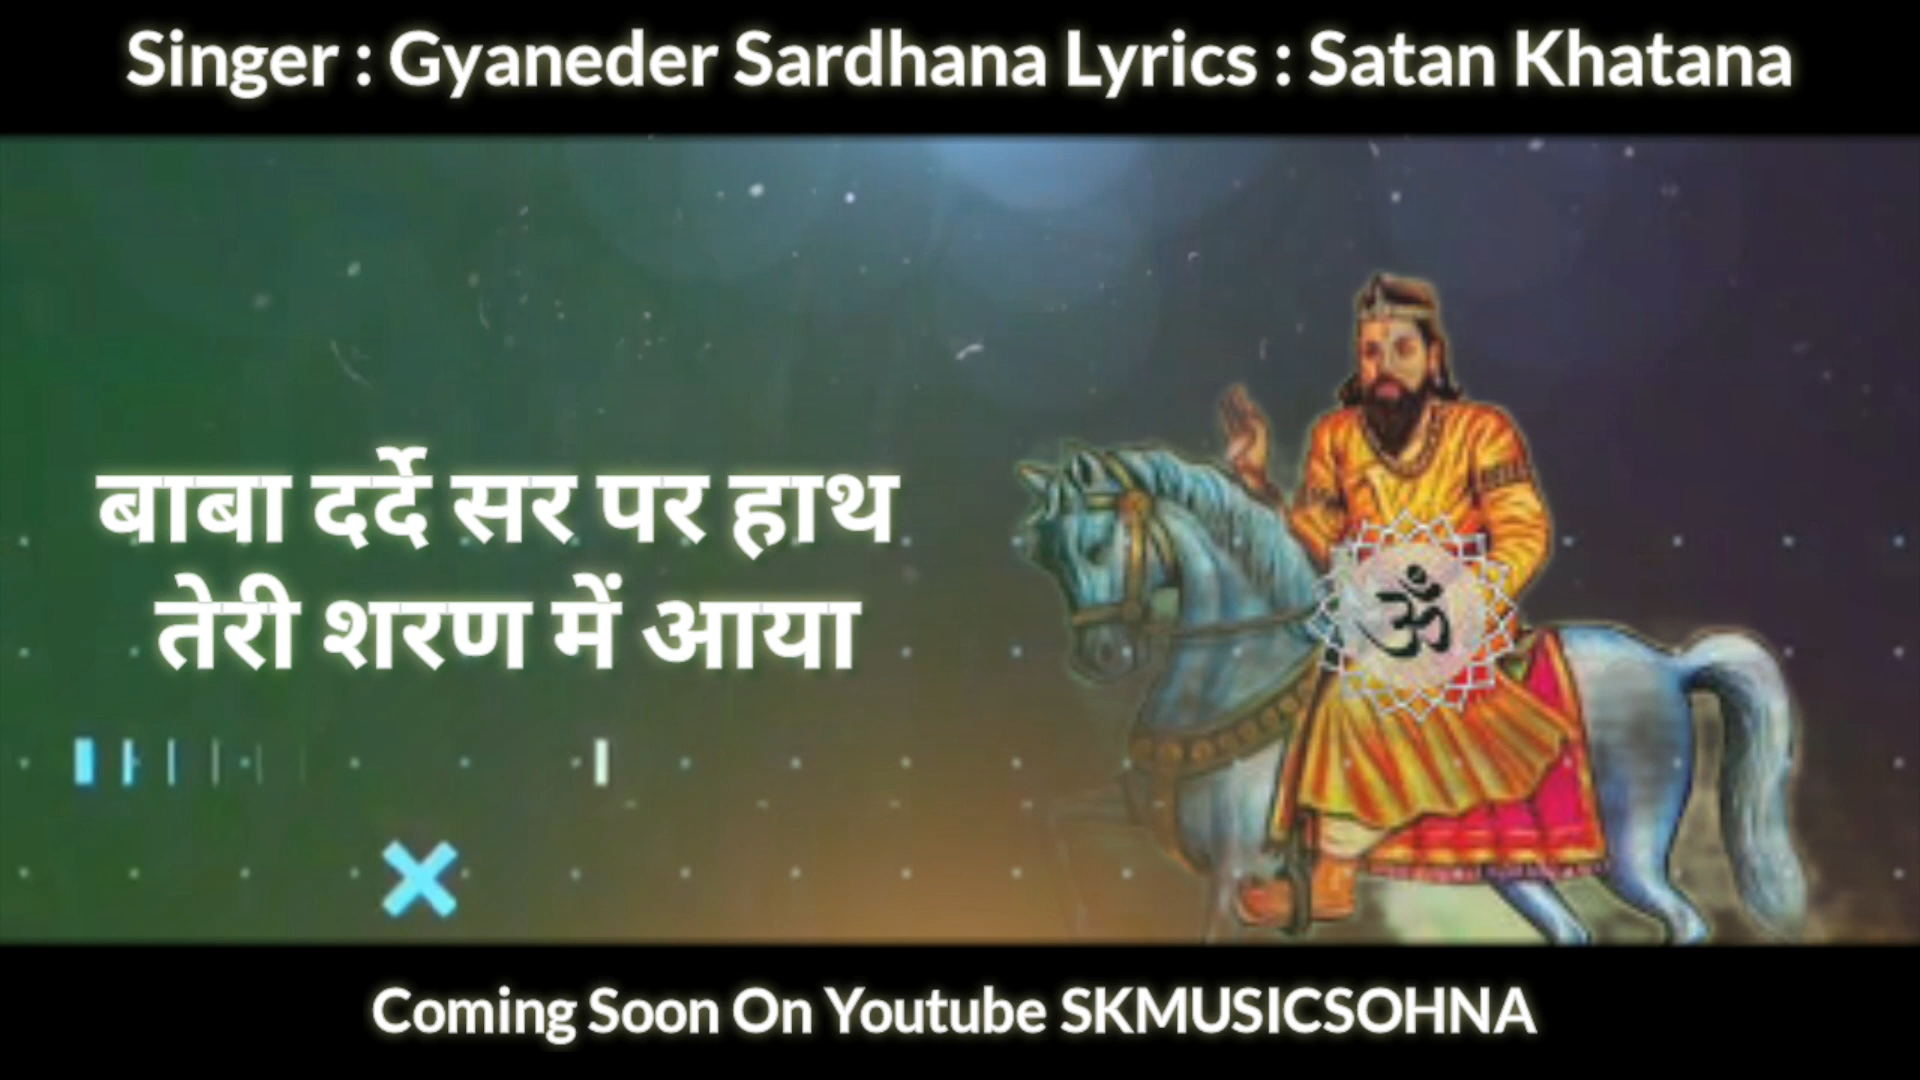 Singer : Gyaneder Sardhana Lyrics : Satan Khatana
बाबा दर्दे सर पर हाथ
तेरी शरण में आया
ॐ
Coming Soon On Youtube SKMUSICSOHNA